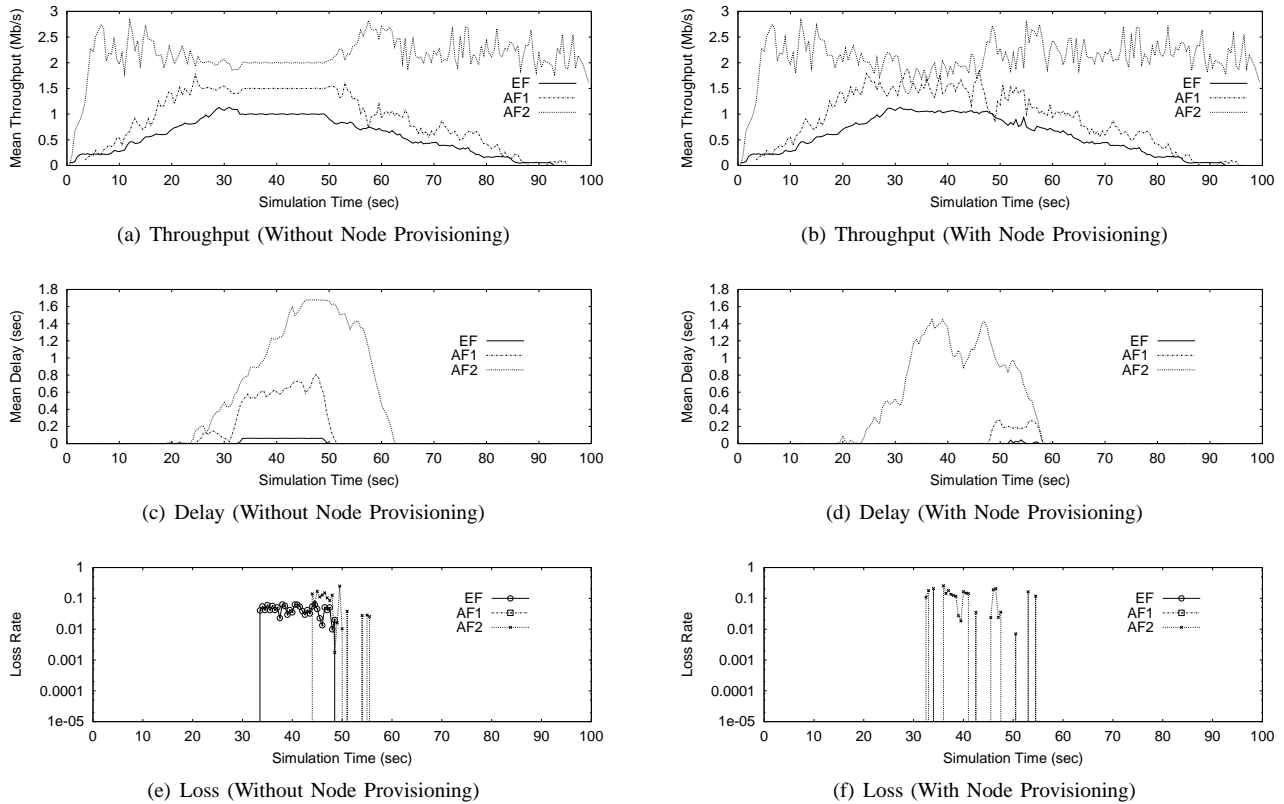 Mean Throughput (Mb/s)
3
2.5
2
1.5
1
0.5
0
EF
AF1
AF2
0 10 20 30 40 50 60 70 80 90 100
Simulation Time (sec)
(a) Throughput (Without Node Provisioning)
Mean Throughput (Mb/s)
3
2.5
2
1.5
1
0.5
0
EF
AF1
AF2
0 10 20 30 40 50 60 70 80 90 100
Simulation Time (sec)
(b) Throughput (With Node Provisioning)
Mean Delay (sec)
1.8
1.6
1.4
1.2
1
0.8
0.6
0.4
0.2
0
EF
AF1
AF2
0 10 20 30 40 50 60 70 80 90 100
Simulation Time (sec)
(c) Delay (Without Node Provisioning)
Mean Delay (sec)
1.8
1.6
1.4
1.2
1
0.8
0.6
0.4
0.2
0
EF
AF1
AF2
0 10 20 30 40 50 60 70 80 90 100
Simulation Time (sec)
(d) Delay (With Node Provisioning)
Loss Rate
1
0.1
0.01
0.001
0.0001
1e-05
EF
AF1
AF2
0 10 20 30 40 50 60 70 80 90 100
Simulation Time (sec)
(e) Loss (Without Node Provisioning)
Loss Rate
1
0.1
0.01
0.001
0.0001
1e-05
EF
AF1
AF2
0 10 20 30 40 50 60 70 80 90 100
Simulation Time (sec)
(f) Loss (With Node Provisioning)